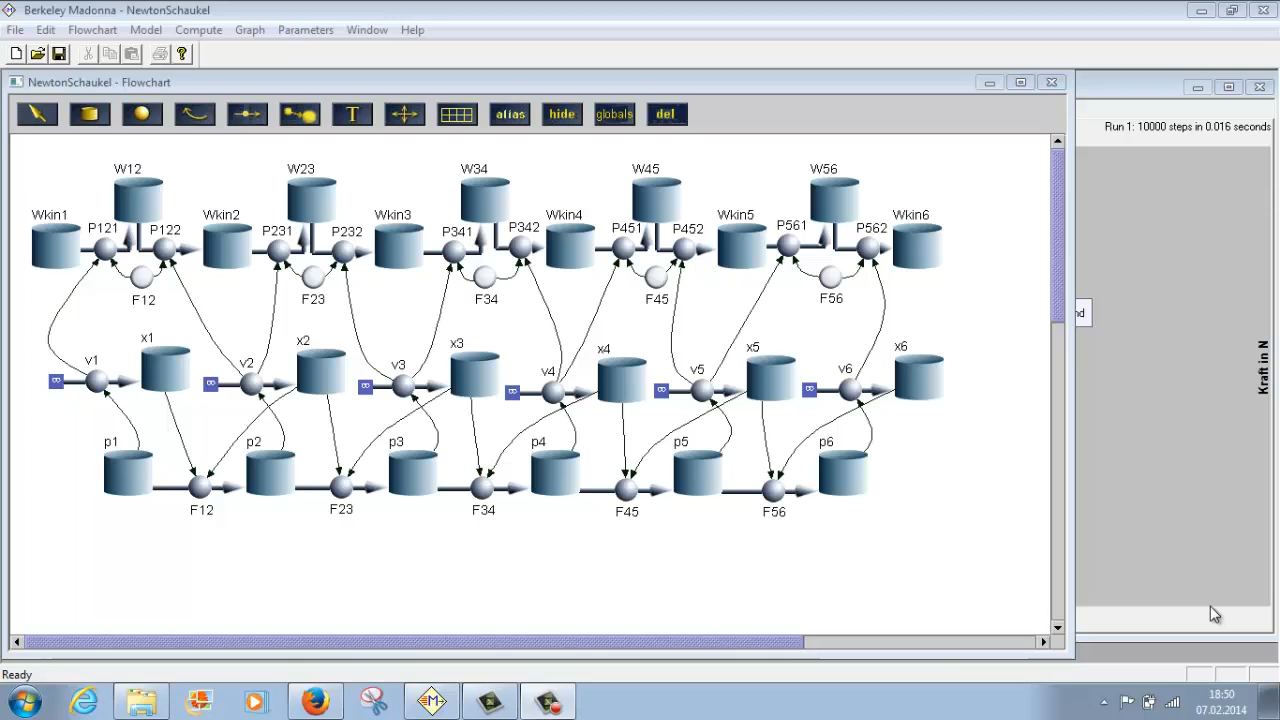 Berkeley Madonna - NewtonSchaukel
File Edit Flowchart Model Compute Graph Parameters Window Help
NewtonSchaukel - Flowchart
T alias hide globals del
Run 1: 10000 steps in 0.016 seconds
W12 W23 W34 W45 W56
Wkin1 Wkin2 Wkin3 Wkin4 Wkin5 Wkin6
P121 P122 P231 P232 P341 P342 P451 P452 P561 P562
F12 F23 F34 F45 F56
nd
x1 x2 x3 x4 x5 x6
v1 v2 v3 v4 v5 v6
Kraft in N
p1 p2 p3 p4 p5 p6
F12 F23 F34 F45 F56
Ready
18:50
07.02.2014